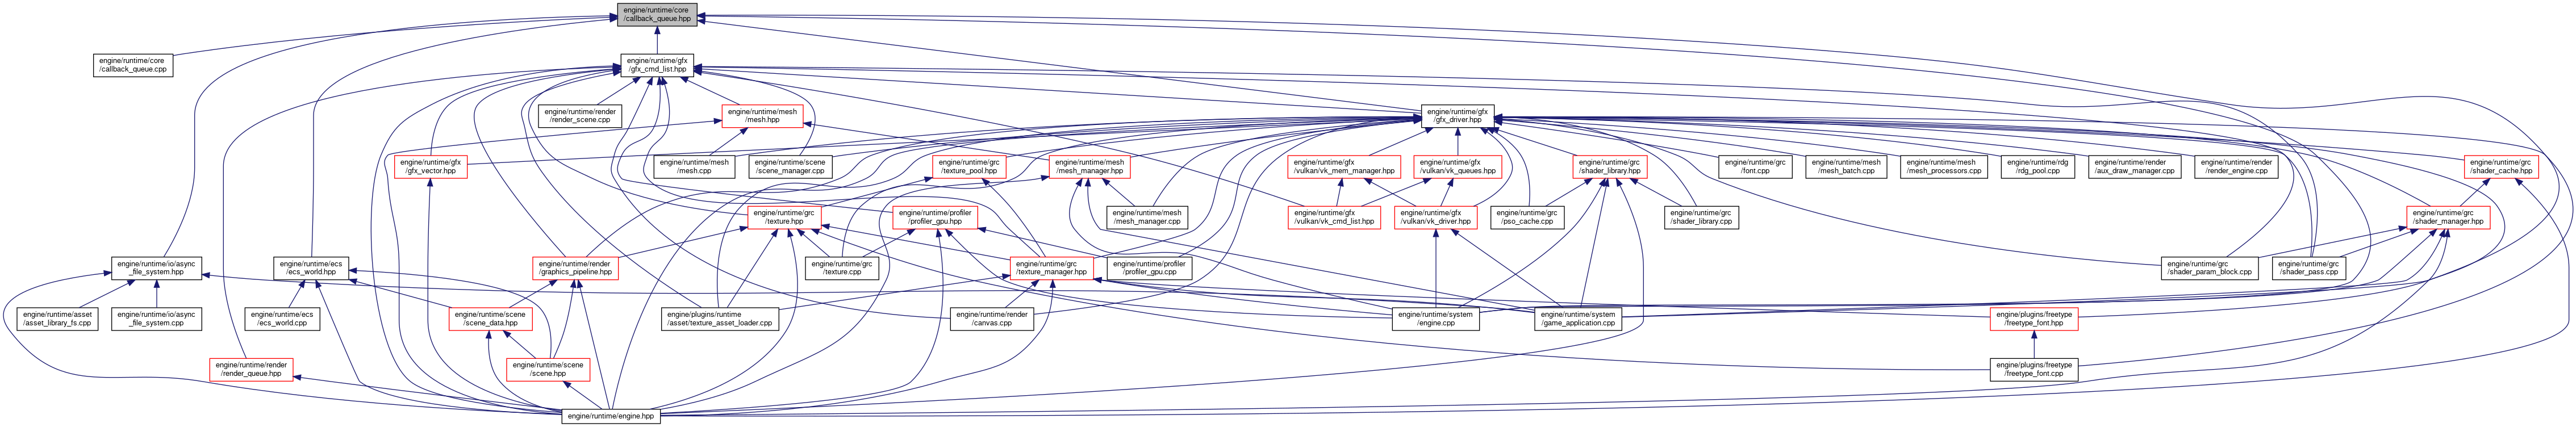 engine/runtime/core
/callback_queue.hpp
engine/runtime/core
/callback_queue.cpp
engine/runtime/gfx
/gfx_cmd_list.hpp
engine/runtime/render
/render_scene.cpp
engine/runtime/mesh
/mesh.hpp
engine/runtime/gfx
/gfx_driver.hpp
engine/runtime/gfx
/gfx_vector.hpp
engine/runtime/mesh
/mesh.cpp
engine/runtime/scene
/scene_manager.cpp
engine/runtime/grc
/texture_pool.hpp
engine/runtime/mesh
/mesh_manager.hpp
engine/runtime/gfx
/vulkan/vk_mem_manager.hpp
engine/runtime/gfx
/vulkan/vk_queues.hpp
engine/runtime/grc
/shader_library.hpp
engine/runtime/grc
/font.cpp
engine/runtime/mesh
/mesh_batch.cpp
engine/runtime/mesh
/mesh_processors.cpp
engine/runtime/rdg
/rdg_pool.cpp
engine/runtime/render
/aux_draw_manager.cpp
engine/runtime/render
/render_engine.cpp
engine/runtime/grc
/shader_cache.hpp
engine/runtime/grc
/texture.hpp
engine/runtime/profiler
/profiler_gpu.hpp
engine/runtime/mesh
/mesh_manager.cpp
engine/runtime/gfx
/vulkan/vk_cmd_list.hpp
engine/runtime/gfx
/vulkan/vk_driver.hpp
engine/runtime/grc
/pso_cache.cpp
engine/runtime/grc
/shader_library.cpp
engine/runtime/grc
/shader_manager.hpp
engine/runtime/io/async
_file_system.hpp
engine/runtime/ecs
/ecs_world.hpp
engine/runtime/render
/graphics_pipeline.hpp
engine/runtime/grc
/texture.cpp
engine/runtime/grc
/texture_manager.hpp
engine/runtime/profiler
/profiler_gpu.cpp
engine/runtime/grc
/shader_param_block.cpp
engine/runtime/grc
/shader_pass.cpp
engine/runtime/asset
/asset_library_fs.cpp
engine/runtime/io/async
_file_system.cpp
engine/runtime/ecs
/ecs_world.cpp
engine/runtime/scene
/scene_data.hpp
engine/plugins/runtime
/asset/texture_asset_loader.cpp
engine/runtime/render
/canvas.cpp
engine/runtime/system
/engine.cpp
engine/runtime/system
/game_application.cpp
engine/plugins/freetype
/freetype_font.hpp
engine/runtime/render
/render_queue.hpp
engine/runtime/scene
/scene.hpp
engine/plugins/freetype
/freetype_font.cpp
engine/runtime/engine.hpp